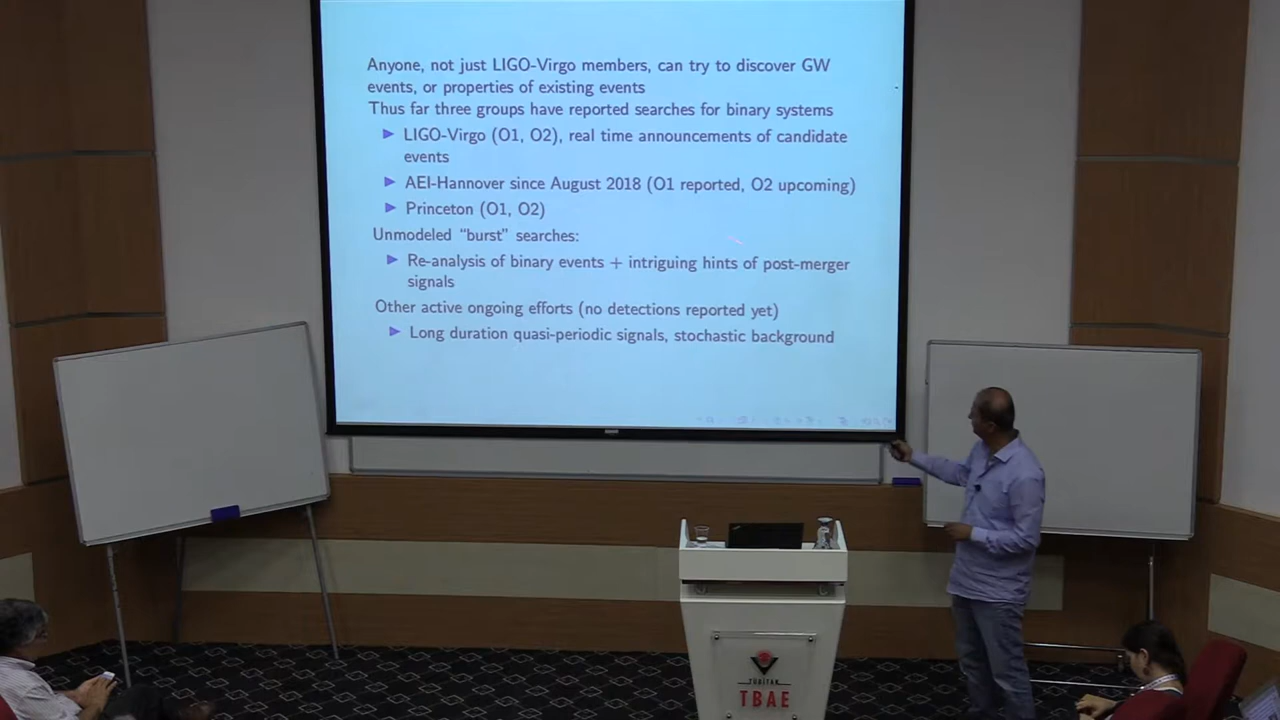 Anyone, not just LIGO-Virgo members, can try to discover GW
events, or properties of existing events
Thus far three groups have reported searches for binary systems
LIGO-Virgo (O1, O2), real time announcements of candidate
events
AEI-Hannover since August 2018 (O1 reported, O2 upcoming)
Princeton (O1, O2)
Unmodeled “burst” searches:
Re-analysis of binary events + intriguing hints of post-merger
signals
Other active ongoing efforts (no detections reported yet)
Long duration quasi-periodic signals, stochastic background
TÜBİTAK
TBAE